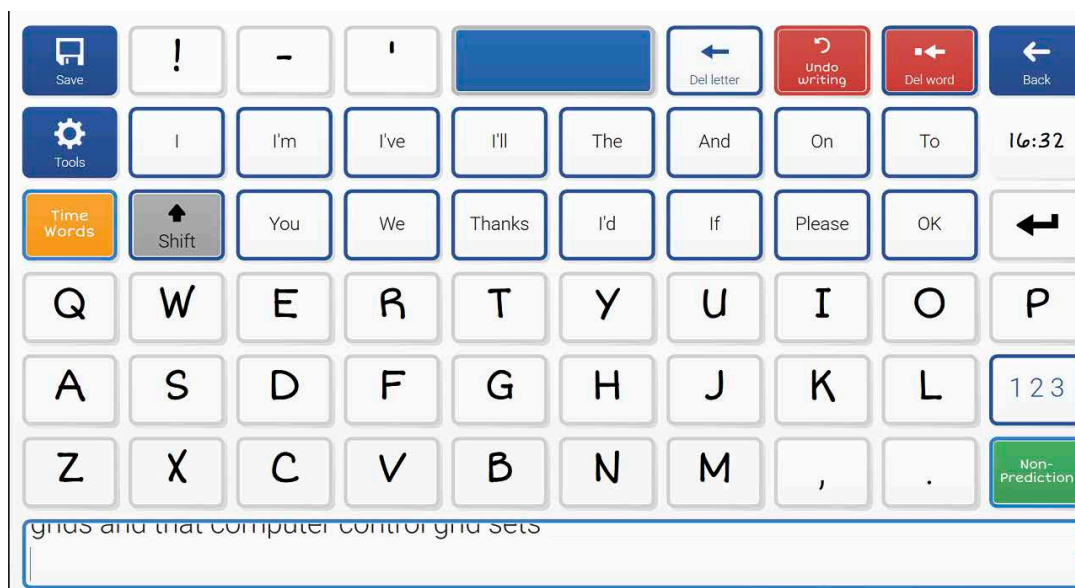 ! - '
Save Del letter Undo Del word Back
writing
I I'm I've I'll The And On To 16:32
Tools
Time
Words Shift You We Thanks I'd If Please OK
Q W E R T Y U I O P
A S D F G H J K L 123
Z X C V B N M , .
Non-
Prediction
grids and that computer control grid sets